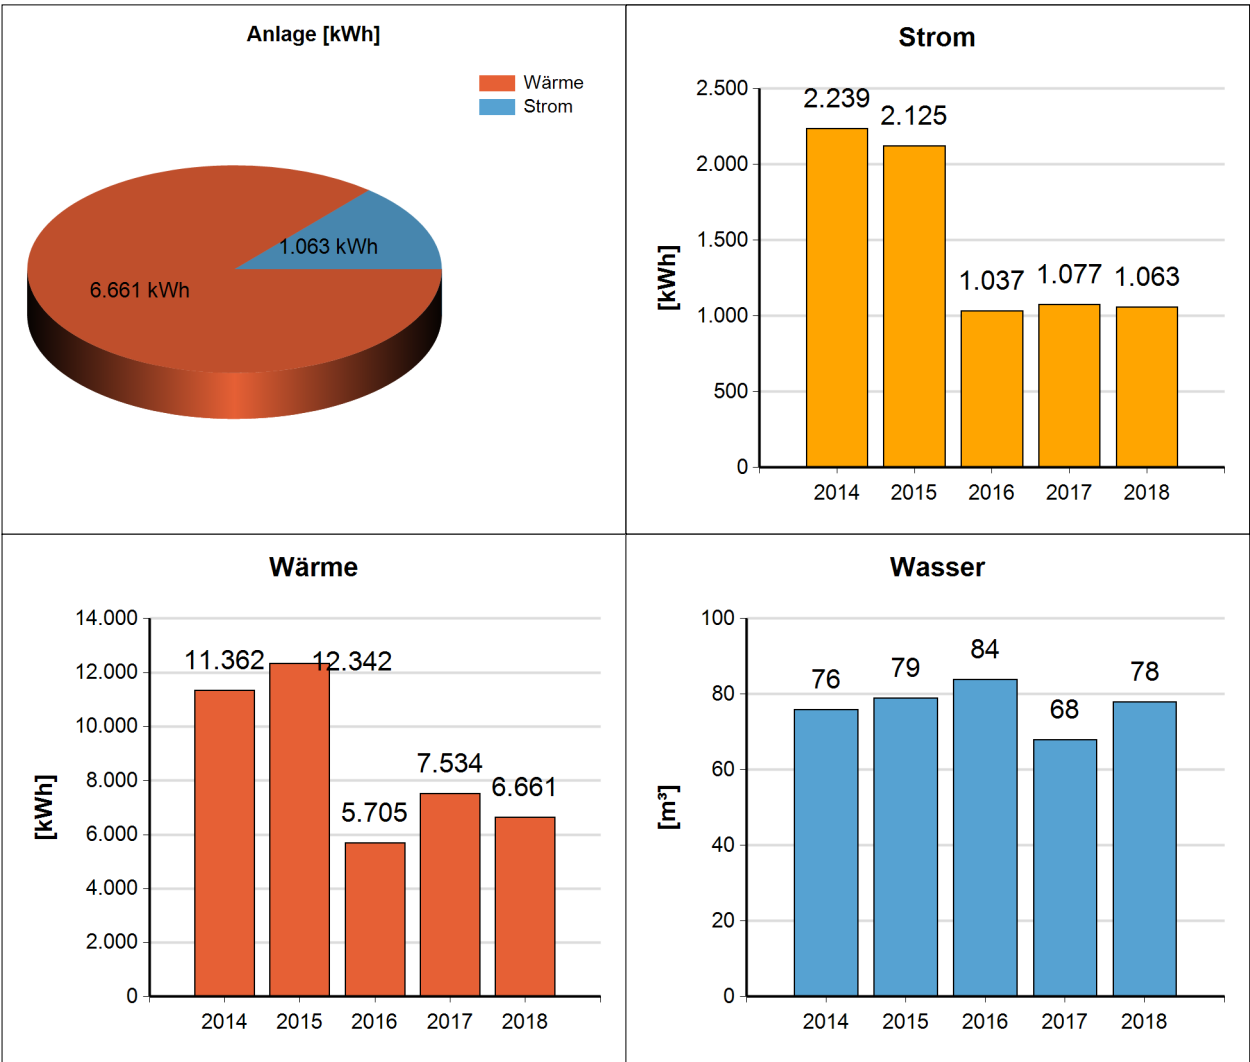 Anlage [kWh]
Wärme
Strom
1.063 kWh
6.661 kWh
Strom
[kWh]
2.500
2.000
1.500
1.000
500
0
2.239
2.125
1.037
1.077
1.063
2014 2015 2016 2017 2018
Wärme
[kWh]
14.000
12.000
10.000
8.000
6.000
4.000
2.000
0
11.362
12.342
5.705
7.534
6.661
2014 2015 2016 2017 2018
Wasser
[m³]
100
80
60
40
20
0
76
79
84
68
78
2014 2015 2016 2017 2018